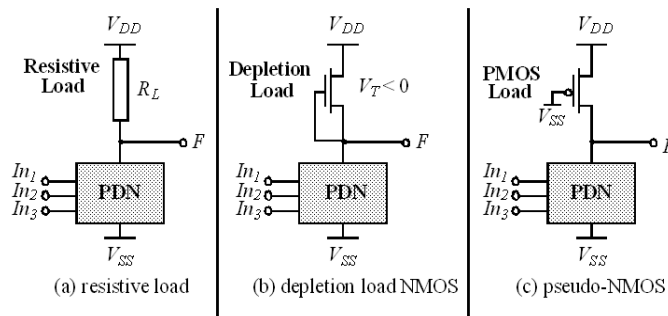 V_DD
Resistive
Load
R_L
F
In_1
In_2
In_3
PDN
V_SS
(a) resistive load
V_DD
Depletion
Load
V_T < 0
F
In_1
In_2
In_3
PDN
V_SS
(b) depletion load NMOS
V_DD
PMOS
Load
V_SS
In_1
In_2
In_3
PDN
V_SS
(c) pseudo-NMOS